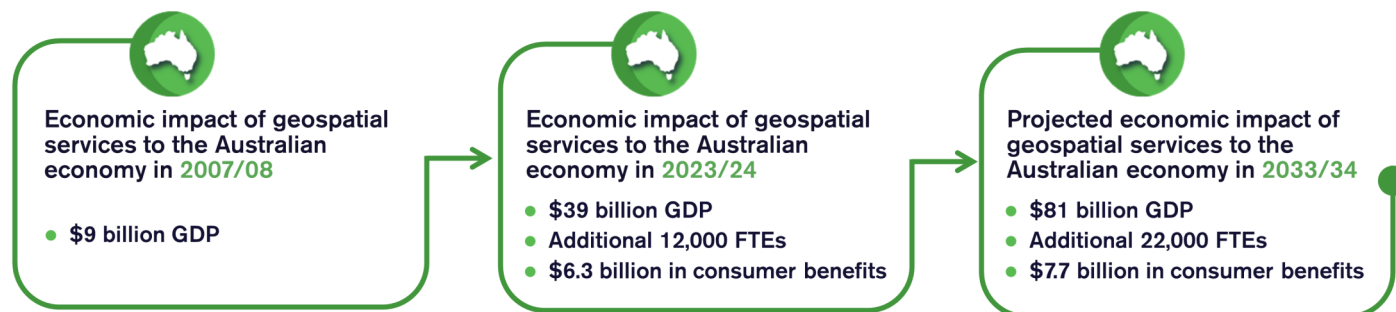 Economic impact of geospatial
services to the Australian
economy in 2007/08
• $9 billion GDP
Economic impact of geospatial
services to the Australian
economy in 2023/24
• $39 billion GDP
• Additional 12,000 FTEs
• $6.3 billion in consumer benefits
Projected economic impact of
geospatial services to the
Australian economy in 2033/34
• $81 billion GDP
• Additional 22,000 FTEs
• $7.7 billion in consumer benefits